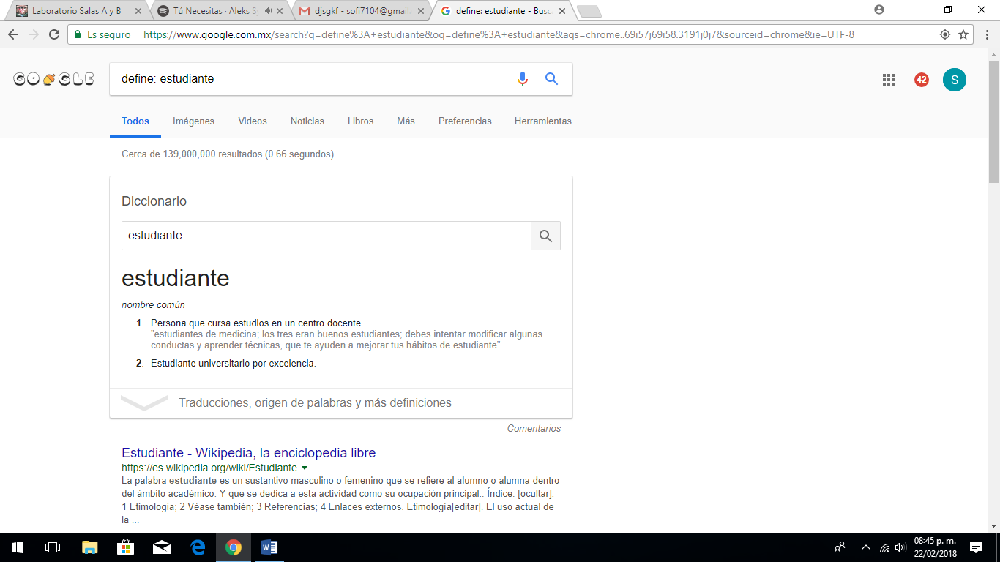 Laboratorio Salas A y B
Tú Necesitas · Aleks Sy
djsgkf - sofi7104@gmail.
define: estudiante - Busc
Es seguro
https://www.google.com.mx/search?q=define%3A+estudiante&oq=define%3A+estudiante&aqs=chrome..69i57j69i58.3191j0j7&sourceid=chrome&ie=UTF-8
GOOGLE
define: estudiante
42
S
Todos Imágenes Videos Noticias Libros Más Preferencias Herramientas
Cerca de 139,000,000 resultados (0.66 segundos)
Diccionario
estudiante
estudiante
nombre común
1. Persona que cursa estudios en un centro docente.
"estudiantes de medicina; los tres eran buenos estudiantes; debes intentar modificar algunas
conductas y aprender técnicas, que te ayuden a mejorar tus hábitos de estudiante"
2. Estudiante universitario por excelencia.
Traducciones, origen de palabras y más definiciones
Comentarios
Estudiante - Wikipedia, la enciclopedia libre
https://es.wikipedia.org/wiki/Estudiante
La palabra estudiante es un sustantivo masculino o femenino que se refiere al alumno o alumna dentro
del ámbito académico. Y que se dedica a esta actividad como su ocupación principal.. Índice. [ocultar].
1 Etimología; 2 Véase también; 3 Referencias; 4 Enlaces externos. Etimología[editar]. El uso actual de
la ...
08:45 p. m.
22/02/2018